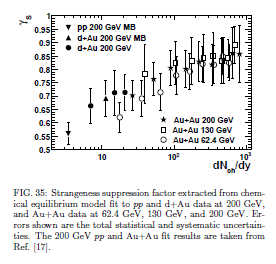 γs
0.95
0.9
0.85
0.8
0.75
0.7
0.65
0.6
0.55
0.5
pp 200 GeV MB
d+Au 200 GeV MB
d+Au 200 GeV
Au+Au 200 GeV
Au+Au 130 GeV
Au+Au 62.4 GeV
10
10²
10³
dNch/dy
FIG. 35: Strangeness suppression factor extracted from chem-
ical equilibrium model fit to pp and d+Au data at 200 GeV,
and Au+Au data at 62.4 GeV, 130 GeV, and 200 GeV. Er-
rors shown are the total statistical and systematic uncertain-
ties. The 200 GeV pp and Au+Au fit results are taken from
Ref. [17].